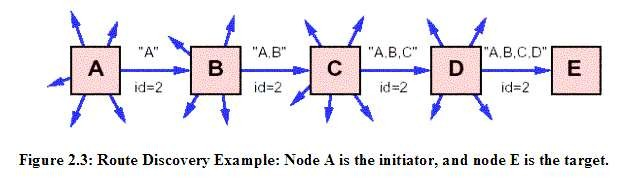 "A" "A,B" "A,B,C" "A,B,C,D"
A B C D E
id=2 id=2 id=2 id=2
Figure 2.3: Route Discovery Example: Node A is the initiator, and node E is the target.